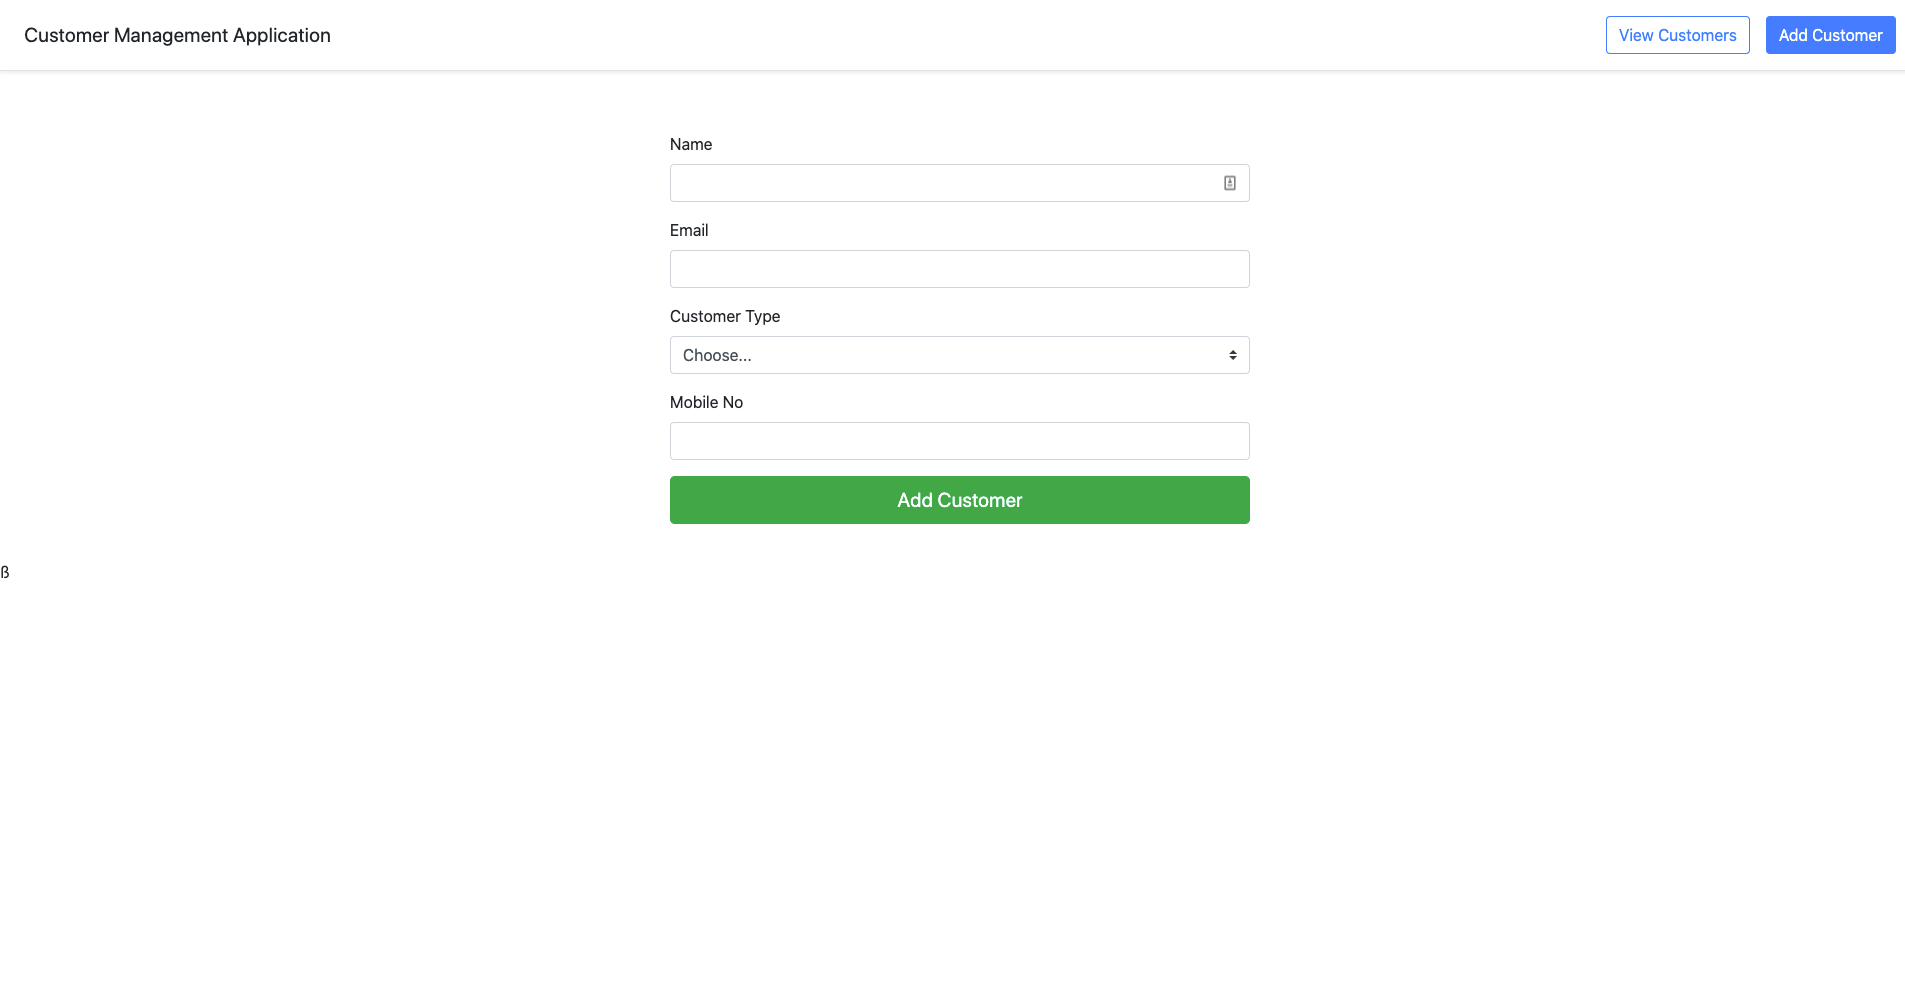 Customer Management Application
View Customers
Add Customer
Name
Email
Customer Type
Choose...
Mobile No
Add Customer
ß